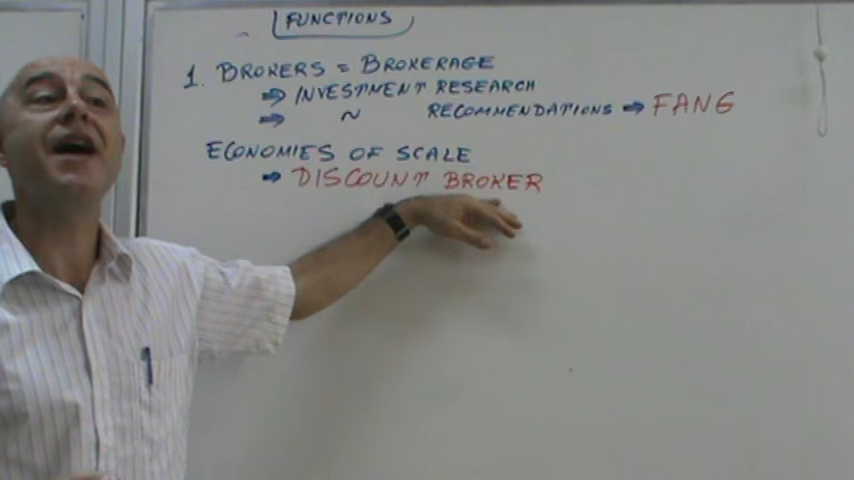 FUNCTIONS
1. BROKERS = BROKERAGE
➡ INVESTMENT RESEARCH
➡ ~ RECOMMENDATIONS ➡ FANG
ECONOMIES OF SCALE
➡ DISCOUNT BROKER